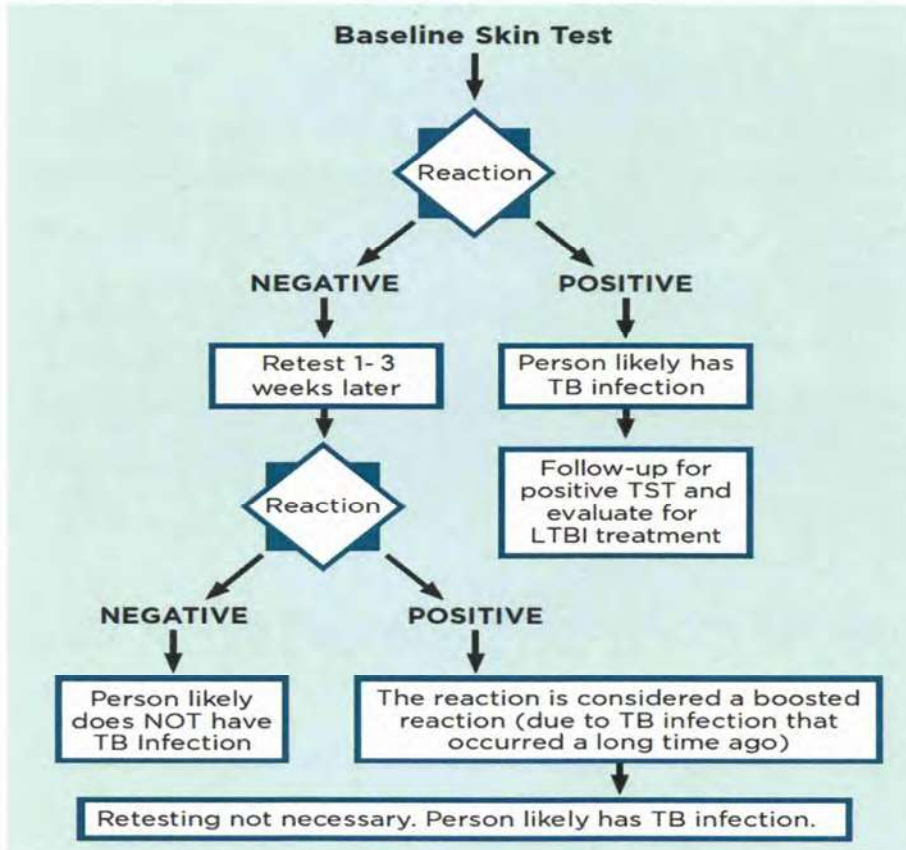 Baseline Skin Test
Reaction
NEGATIVE
POSITIVE
Retest 1- 3
weeks later
Person likely has
TB infection
Follow-up for
positive TST and
evaluate for
LTBI treatment
Reaction
NEGATIVE
POSITIVE
Person likely
does NOT have
TB Infection
The reaction is considered a boosted
reaction (due to TB infection that
occurred a long time ago)
Retesting not necessary. Person likely has TB infection.